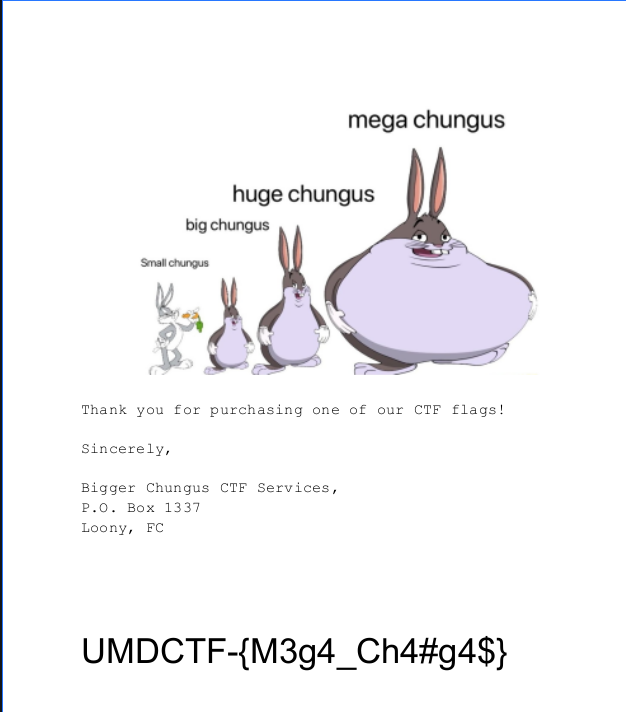 mega chungus
huge chungus
big chungus
Small chungus
Thank you for purchasing one of our CTF flags!
Sincerely,
Bigger Chungus CTF Services,
P.O. Box 1337
Loony, FC
UMDCTF-{M3g4_Ch4#g4$}